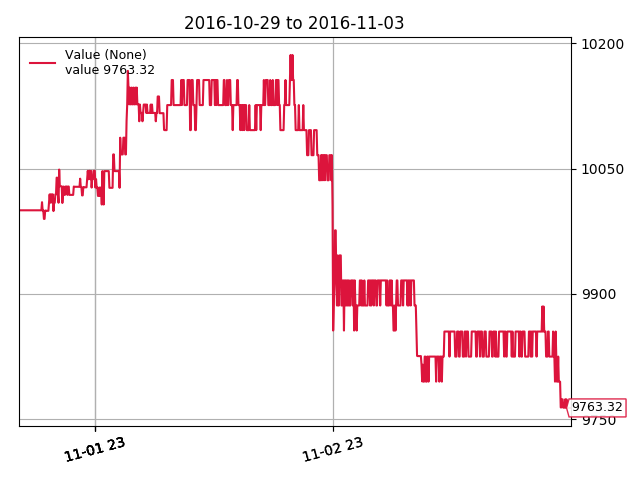 2016-10-29 to 2016-11-03
Value (None)
value 9763.32
10200
10050
9900
9763.32
9750
11-01 23
11-02 23